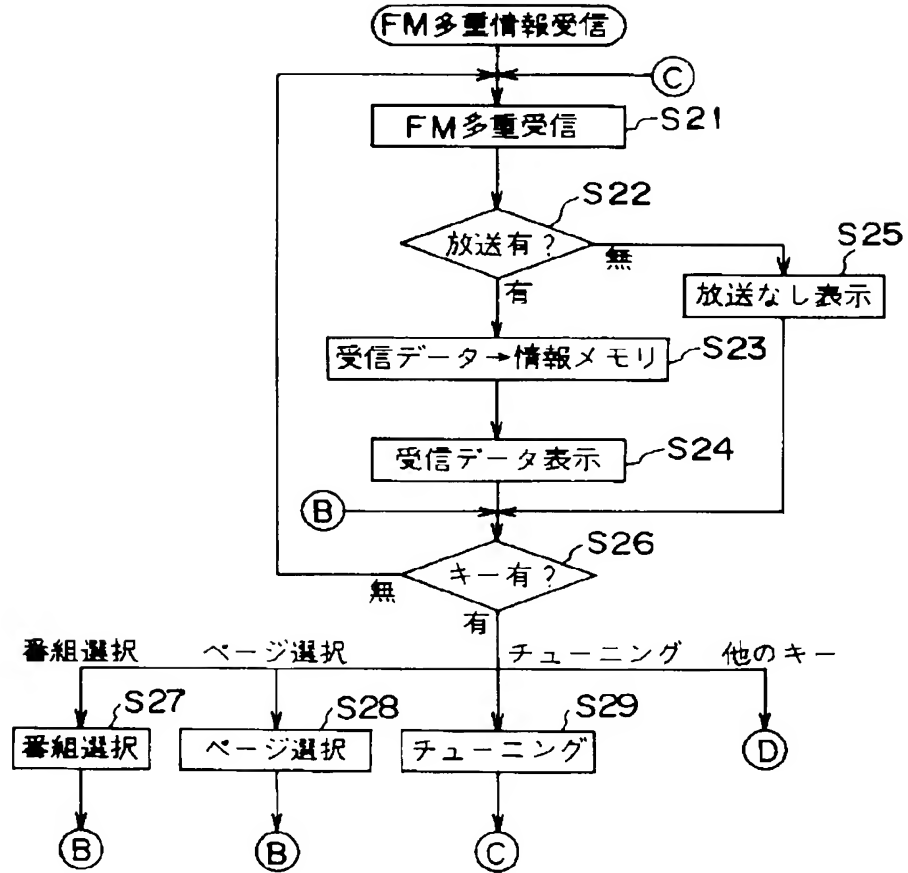 FM多重情報受信
C
FM多重受信
S21
S22
放送有?
無
有
S25
放送なし表示
受信データ→情報メモリ
S23
受信データ表示
S24
B
S26
キー有?
無
有
番組選択
ページ選択
チューニング
他のキー
S27
番組選択
S28
ページ選択
S29
チューニング
D
B
B
C